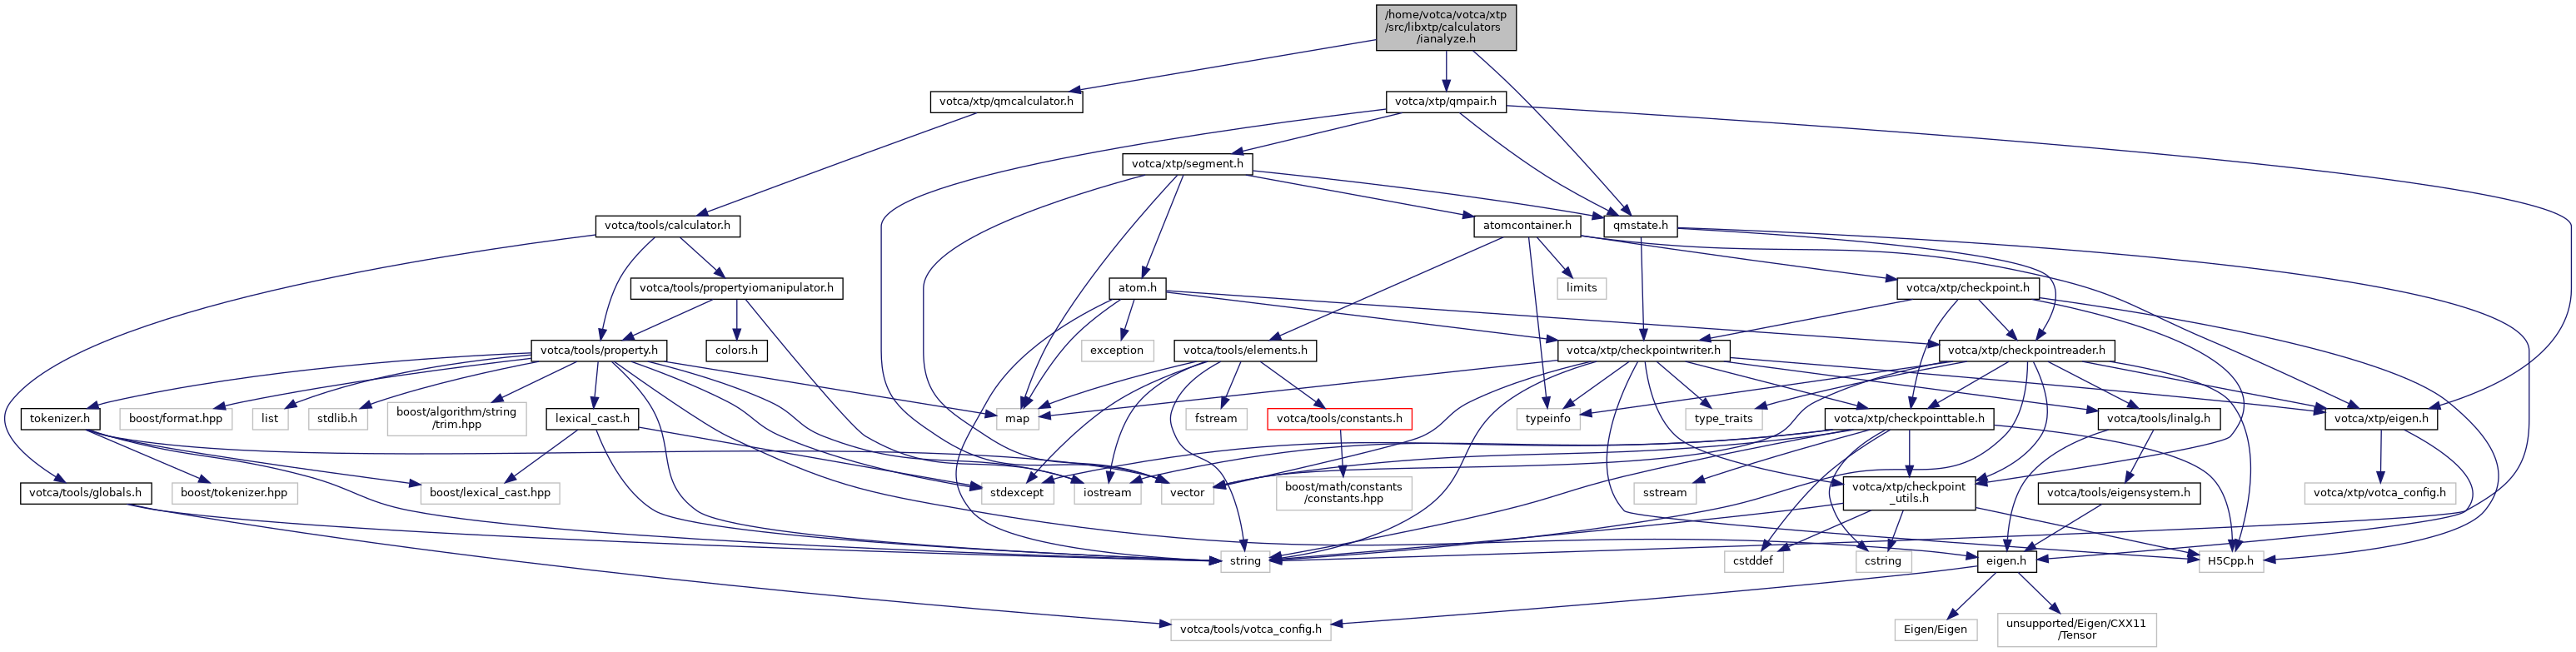 /home/votca/votca/xtp
/src/libxtp/calculators
/ianalyze.h
votca/xtp/qmcalculator.h
votca/xtp/qmpair.h
votca/xtp/segment.h
votca/tools/calculator.h
atomcontainer.h
qmstate.h
votca/tools/propertyiomanipulator.h
atom.h
limits
votca/xtp/checkpoint.h
votca/tools/property.h
colors.h
exception
votca/tools/elements.h
votca/xtp/checkpointwriter.h
votca/xtp/checkpointreader.h
tokenizer.h
boost/format.hpp
list
stdlib.h
boost/algorithm/string
/trim.hpp
lexical_cast.h
map
fstream
votca/tools/constants.h
typeinfo
type_traits
votca/xtp/checkpointtable.h
votca/tools/linalg.h
votca/xtp/eigen.h
votca/tools/globals.h
boost/tokenizer.hpp
boost/lexical_cast.hpp
stdexcept
iostream
vector
boost/math/constants
/constants.hpp
sstream
votca/xtp/checkpoint
_utils.h
votca/tools/eigensystem.h
votca/xtp/votca_config.h
string
cstddef
cstring
eigen.h
H5Cpp.h
votca/tools/votca_config.h
Eigen/Eigen
unsupported/Eigen/CXX11
/Tensor